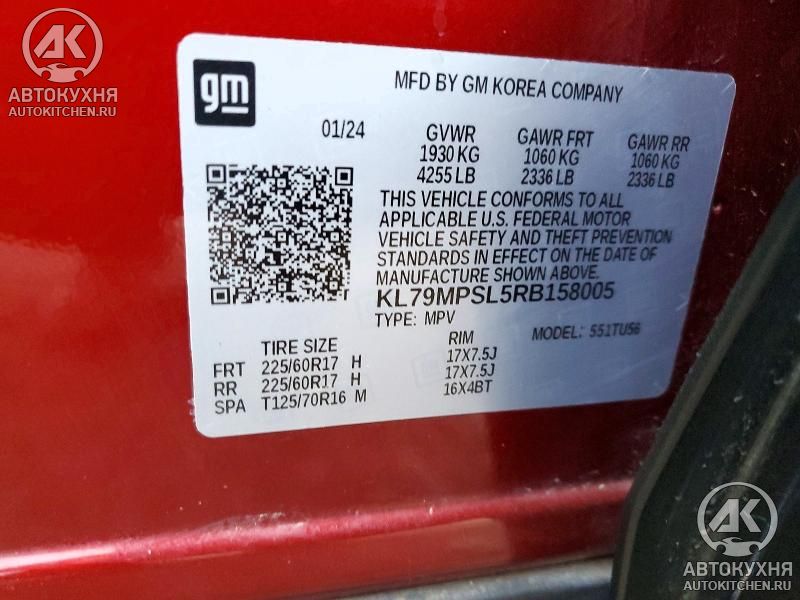 AK
АВТОКУХНЯ
AUTOKITCHEN.RU
gm
MFD BY GM KOREA COMPANY
01/24
GVWR
1930 KG
4255 LB
GAWR FRT
1060 KG
2336 LB
GAWR RR
1060 KG
2336 LB
THIS VEHICLE CONFORMS TO ALL
APPLICABLE U.S. FEDERAL MOTOR
VEHICLE SAFETY AND THEFT PREVENTION
STANDARDS IN EFFECT ON THE DATE OF
MANUFACTURE SHOWN ABOVE.
KL79MPSL5RB158005
TYPE: MPV
MODEL: 551TU56
TIRE SIZE
RIM
FRT 225/60R17 H 17X7.5J
RR 225/60R17 H 17X7.5J
SPA T125/70R16 M 16X4BT
AK
АВТОКУХНЯ
AUTOKITCHEN.RU